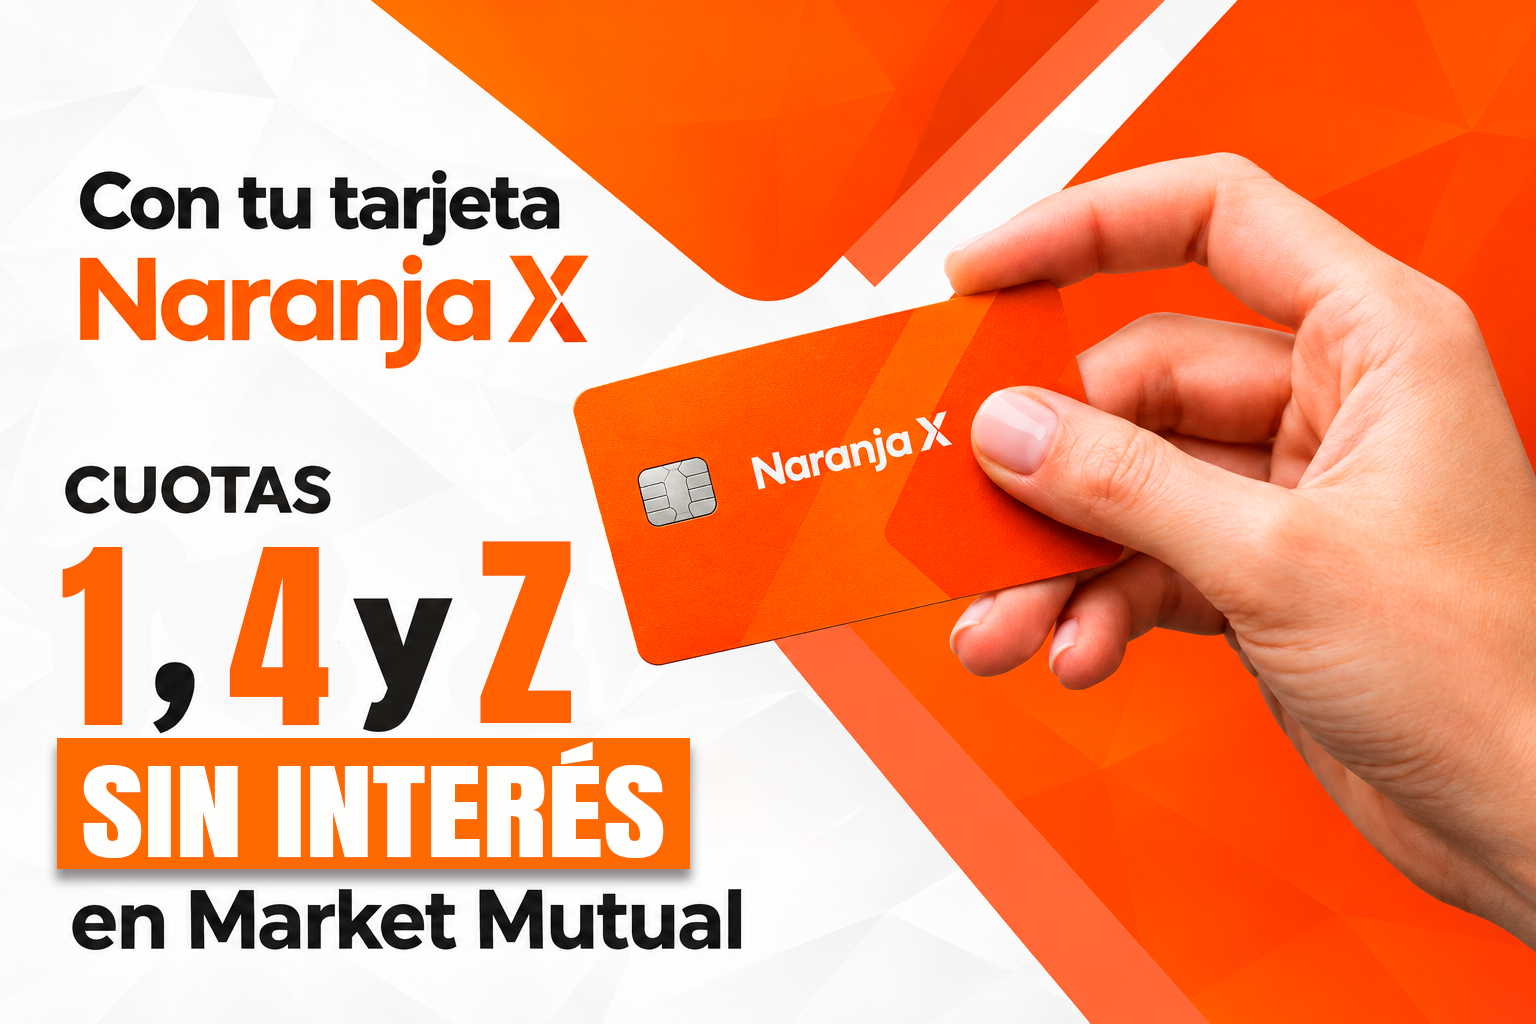 Con tu tarjeta
Naranja X
CUOTAS
1, 4 y Z
SIN INTERÉS
en Market Mutual
Naranja X